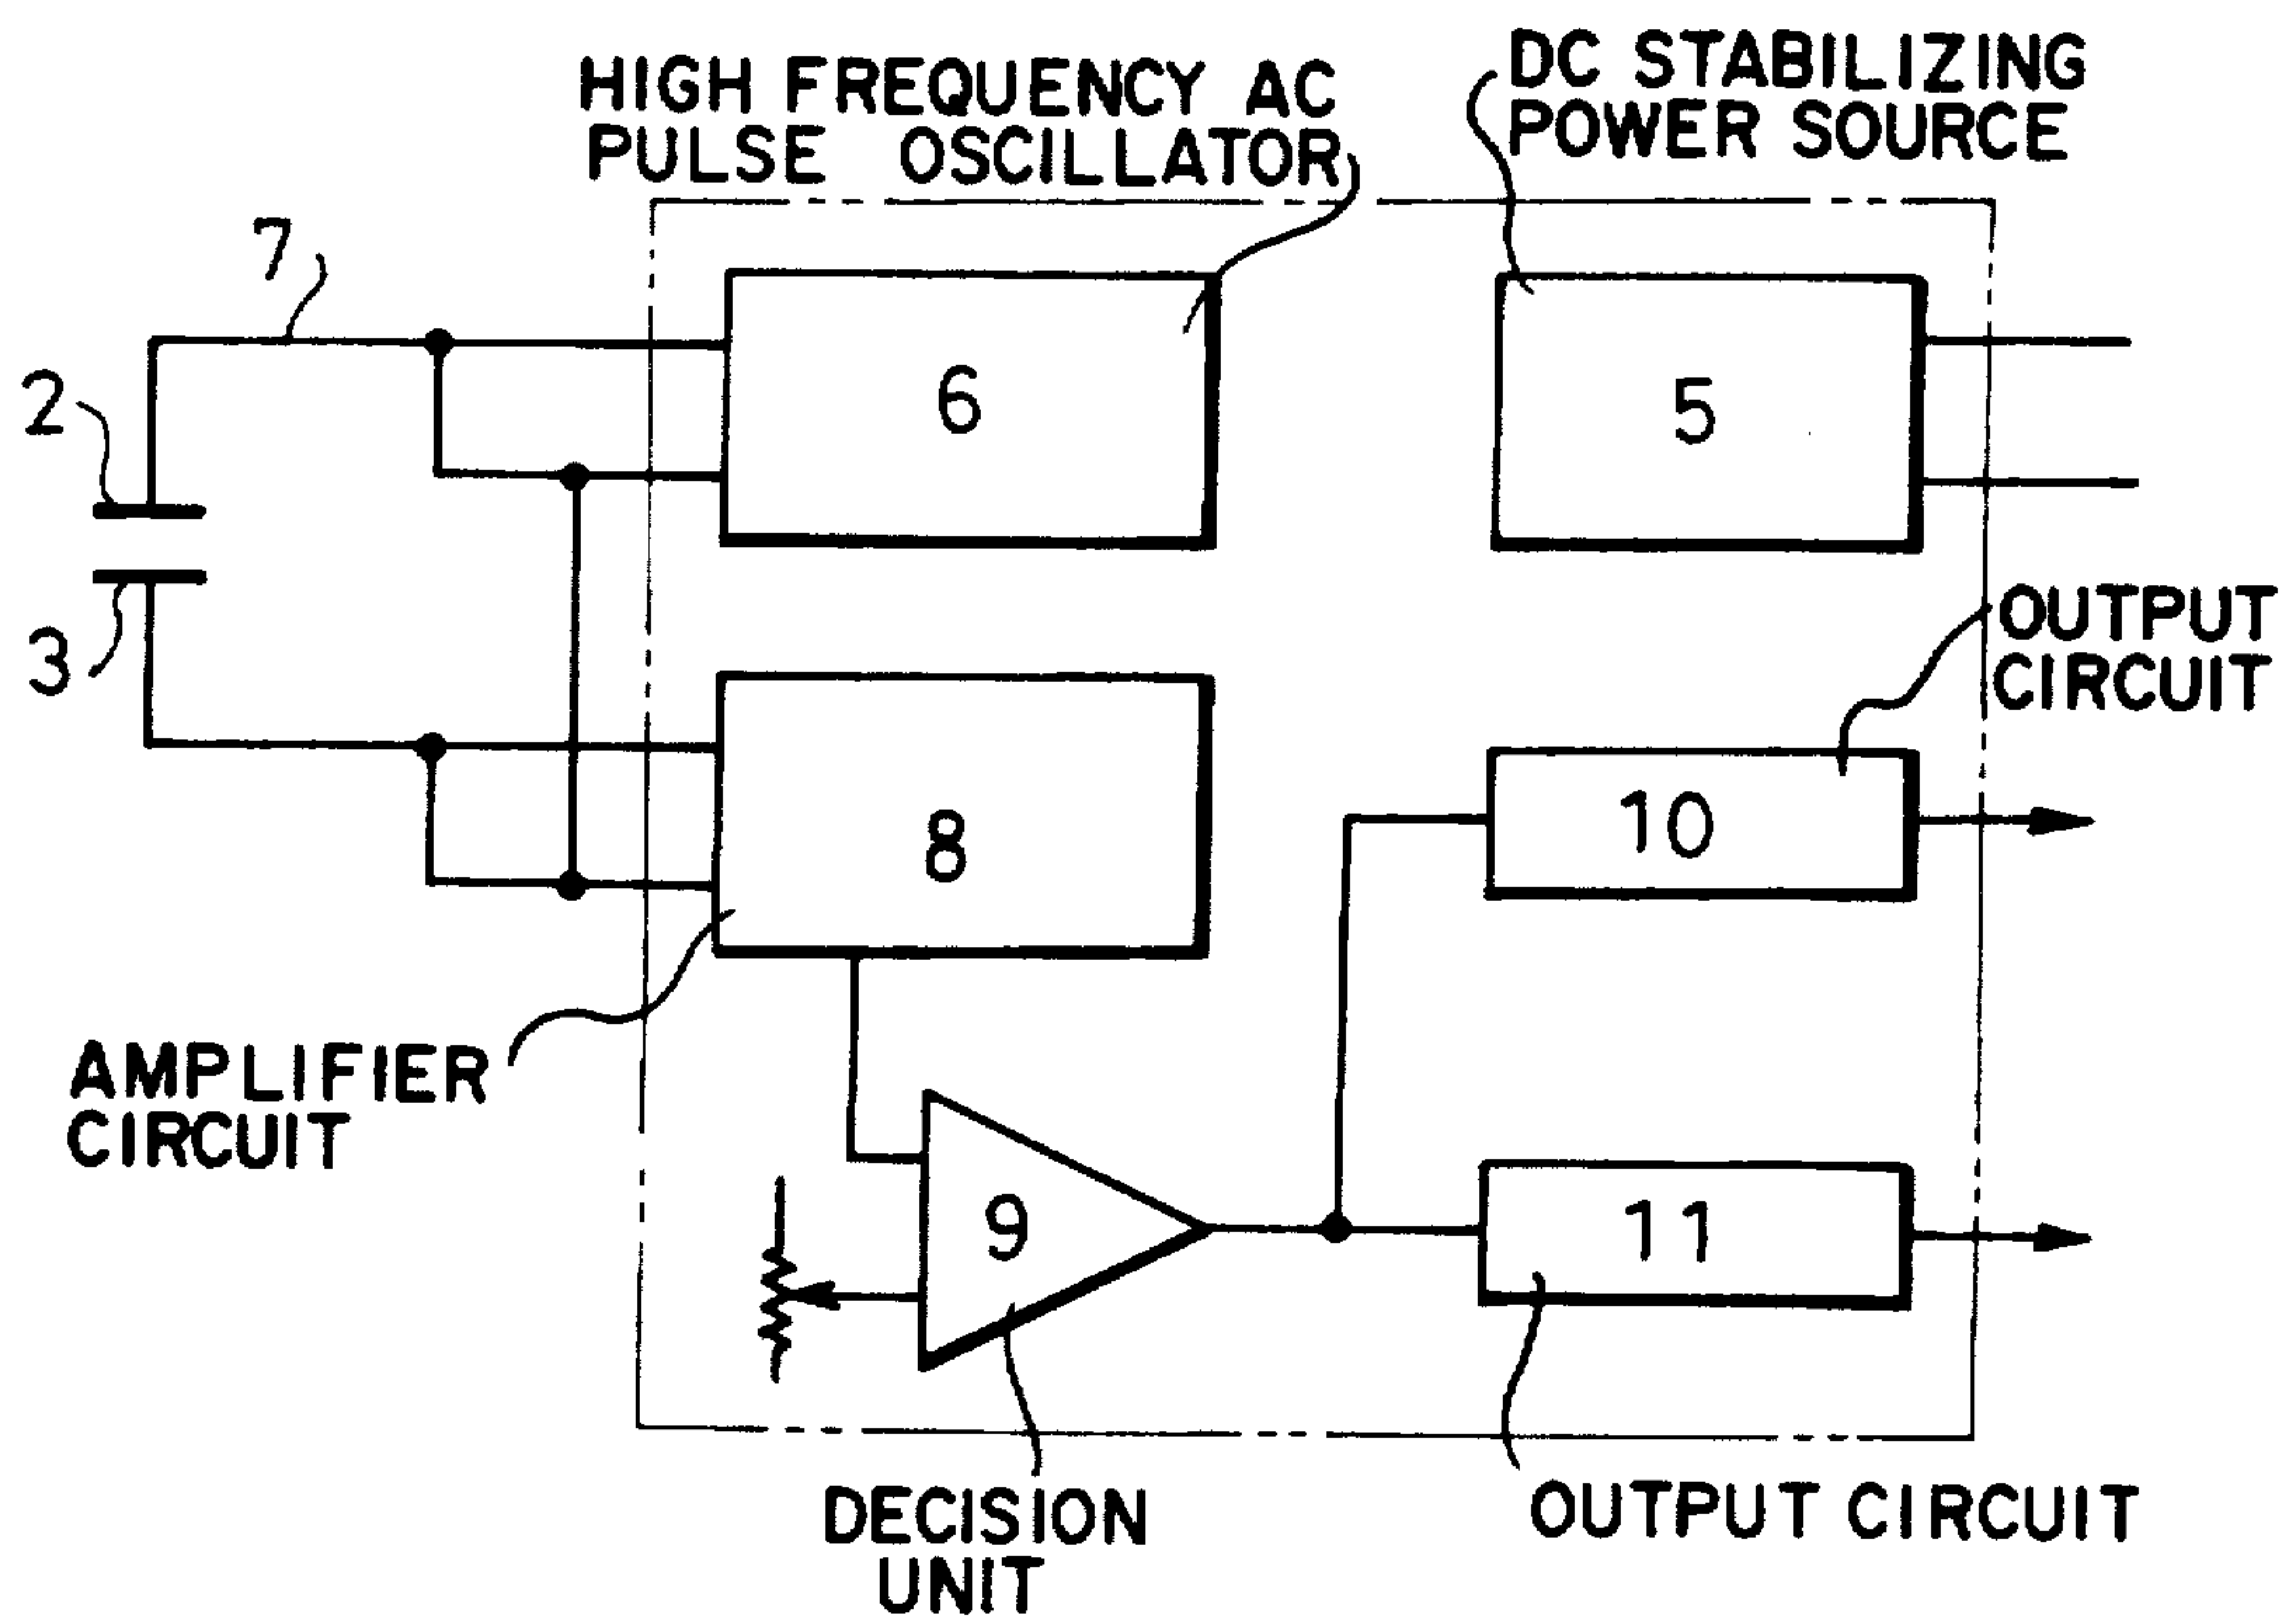 HIGH FREQUENCY AC
PULSE OSCILLATOR
DC STABILIZING
POWER SOURCE
7
2
6
5
3
OUTPUT
CIRCUIT
8
10
AMPLIFIER
CIRCUIT
9
11
DECISION
UNIT
OUTPUT CIRCUIT